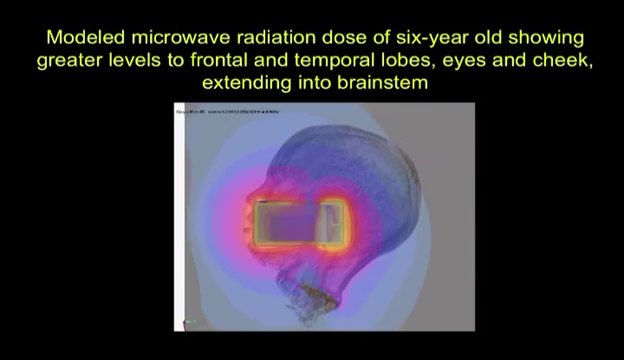 Modeled microwave radiation dose of six-year old showing
greater levels to frontal and temporal lobes, eyes and cheek,
extending into brainstem